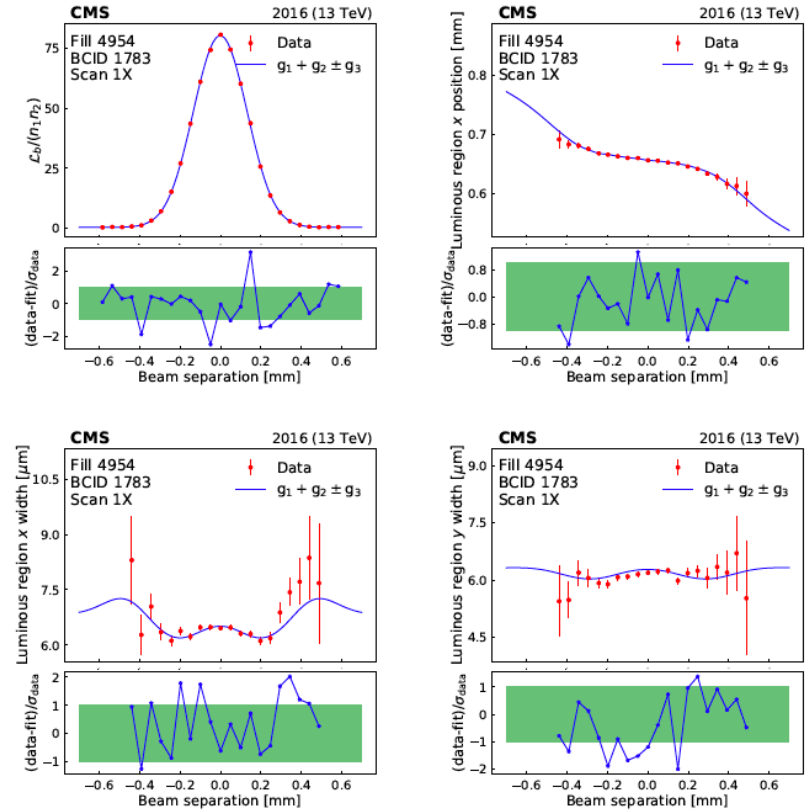 CMS 2016 (13 TeV)
Fill 4954
BCID 1783
Scan 1X
Data
g₁ + g₂ ± g₃
ℒ_b/(n₁n₂)
75
50
25
0
(data-fit)/σ_data
2
0
−2
−0.6 −0.4 −0.2 0.0 0.2 0.4 0.6
Beam separation [mm]
CMS 2016 (13 TeV)
Fill 4954
BCID 1783
Scan 1X
Data
g₁ + g₂ ± g₃
Luminous region x position [mm]
0.8
0.7
0.6
(data-fit)/σ_data
0.8
0.0
−0.8
−0.6 −0.4 −0.2 0.0 0.2 0.4 0.6
Beam separation [mm]
CMS 2016 (13 TeV)
Fill 4954
BCID 1783
Scan 1X
Data
g₁ + g₂ ± g₃
Luminous region x width [μm]
10.5
9.0
7.5
6.0
(data-fit)/σ_data
2
1
0
−1
−0.6 −0.4 −0.2 0.0 0.2 0.4 0.6
Beam separation [mm]
CMS 2016 (13 TeV)
Fill 4954
BCID 1783
Scan 1X
Data
g₁ + g₂ ± g₃
Luminous region y width [μm]
9.0
7.5
6.0
4.5
(data-fit)/σ_data
1
0
−1
−2
−0.6 −0.4 −0.2 0.0 0.2 0.4 0.6
Beam separation [mm]